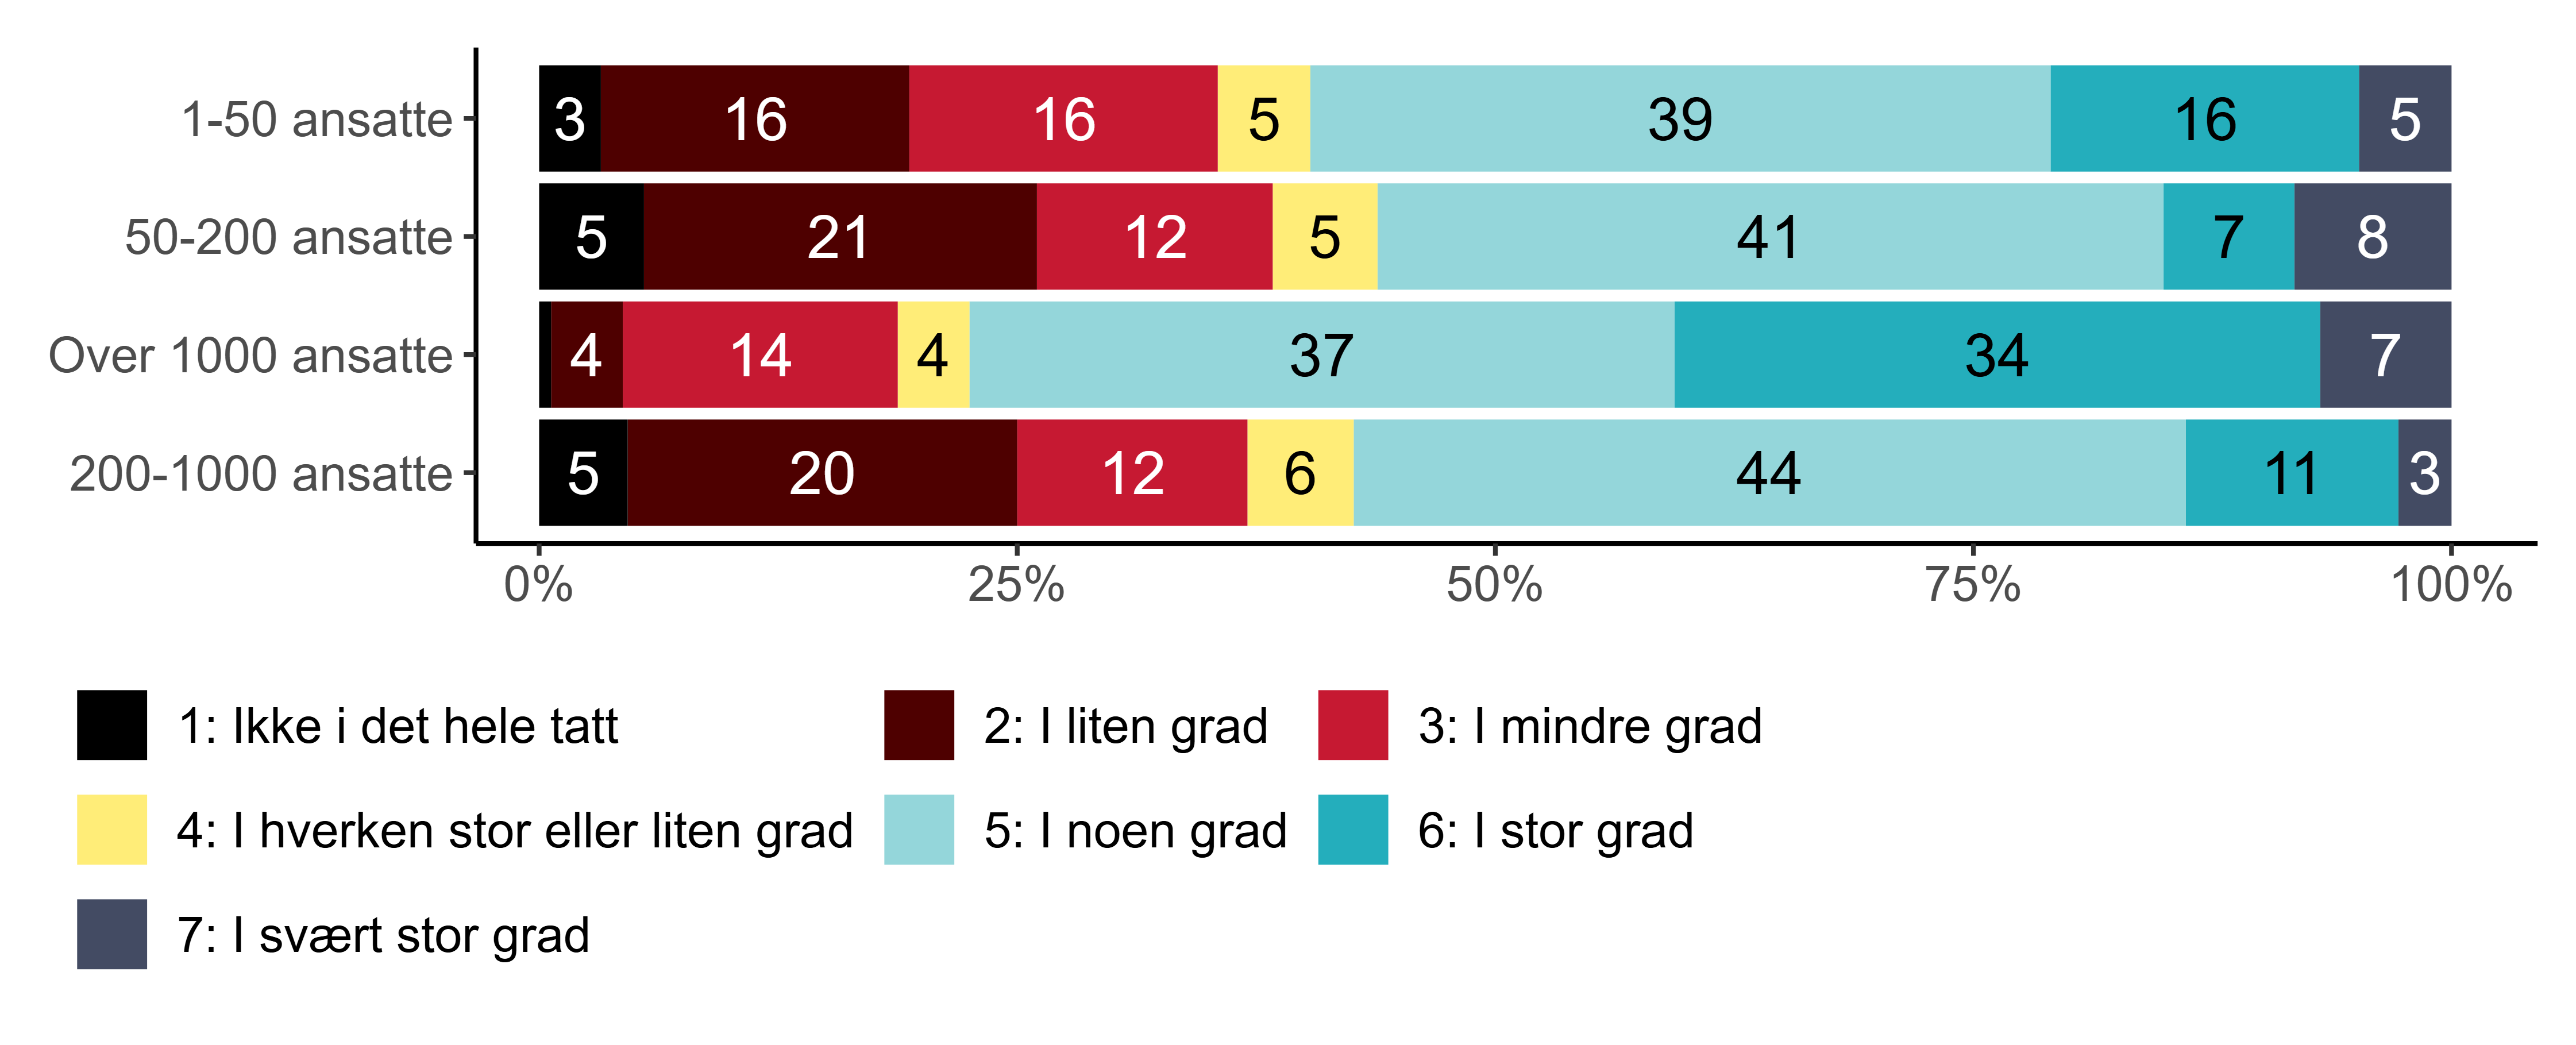 1-50 ansatte 3 16 16 5 39 16 5
50-200 ansatte 5 21 12 5 41 7 8
Over 1000 ansatte 4 14 4 37 34 7
200-1000 ansatte 5 20 12 6 44 11 3
0% 25% 50% 75% 100%
1: Ikke i det hele tatt 2: I liten grad 3: I mindre grad
4: I hverken stor eller liten grad 5: I noen grad 6: I stor grad
7: I svært stor grad